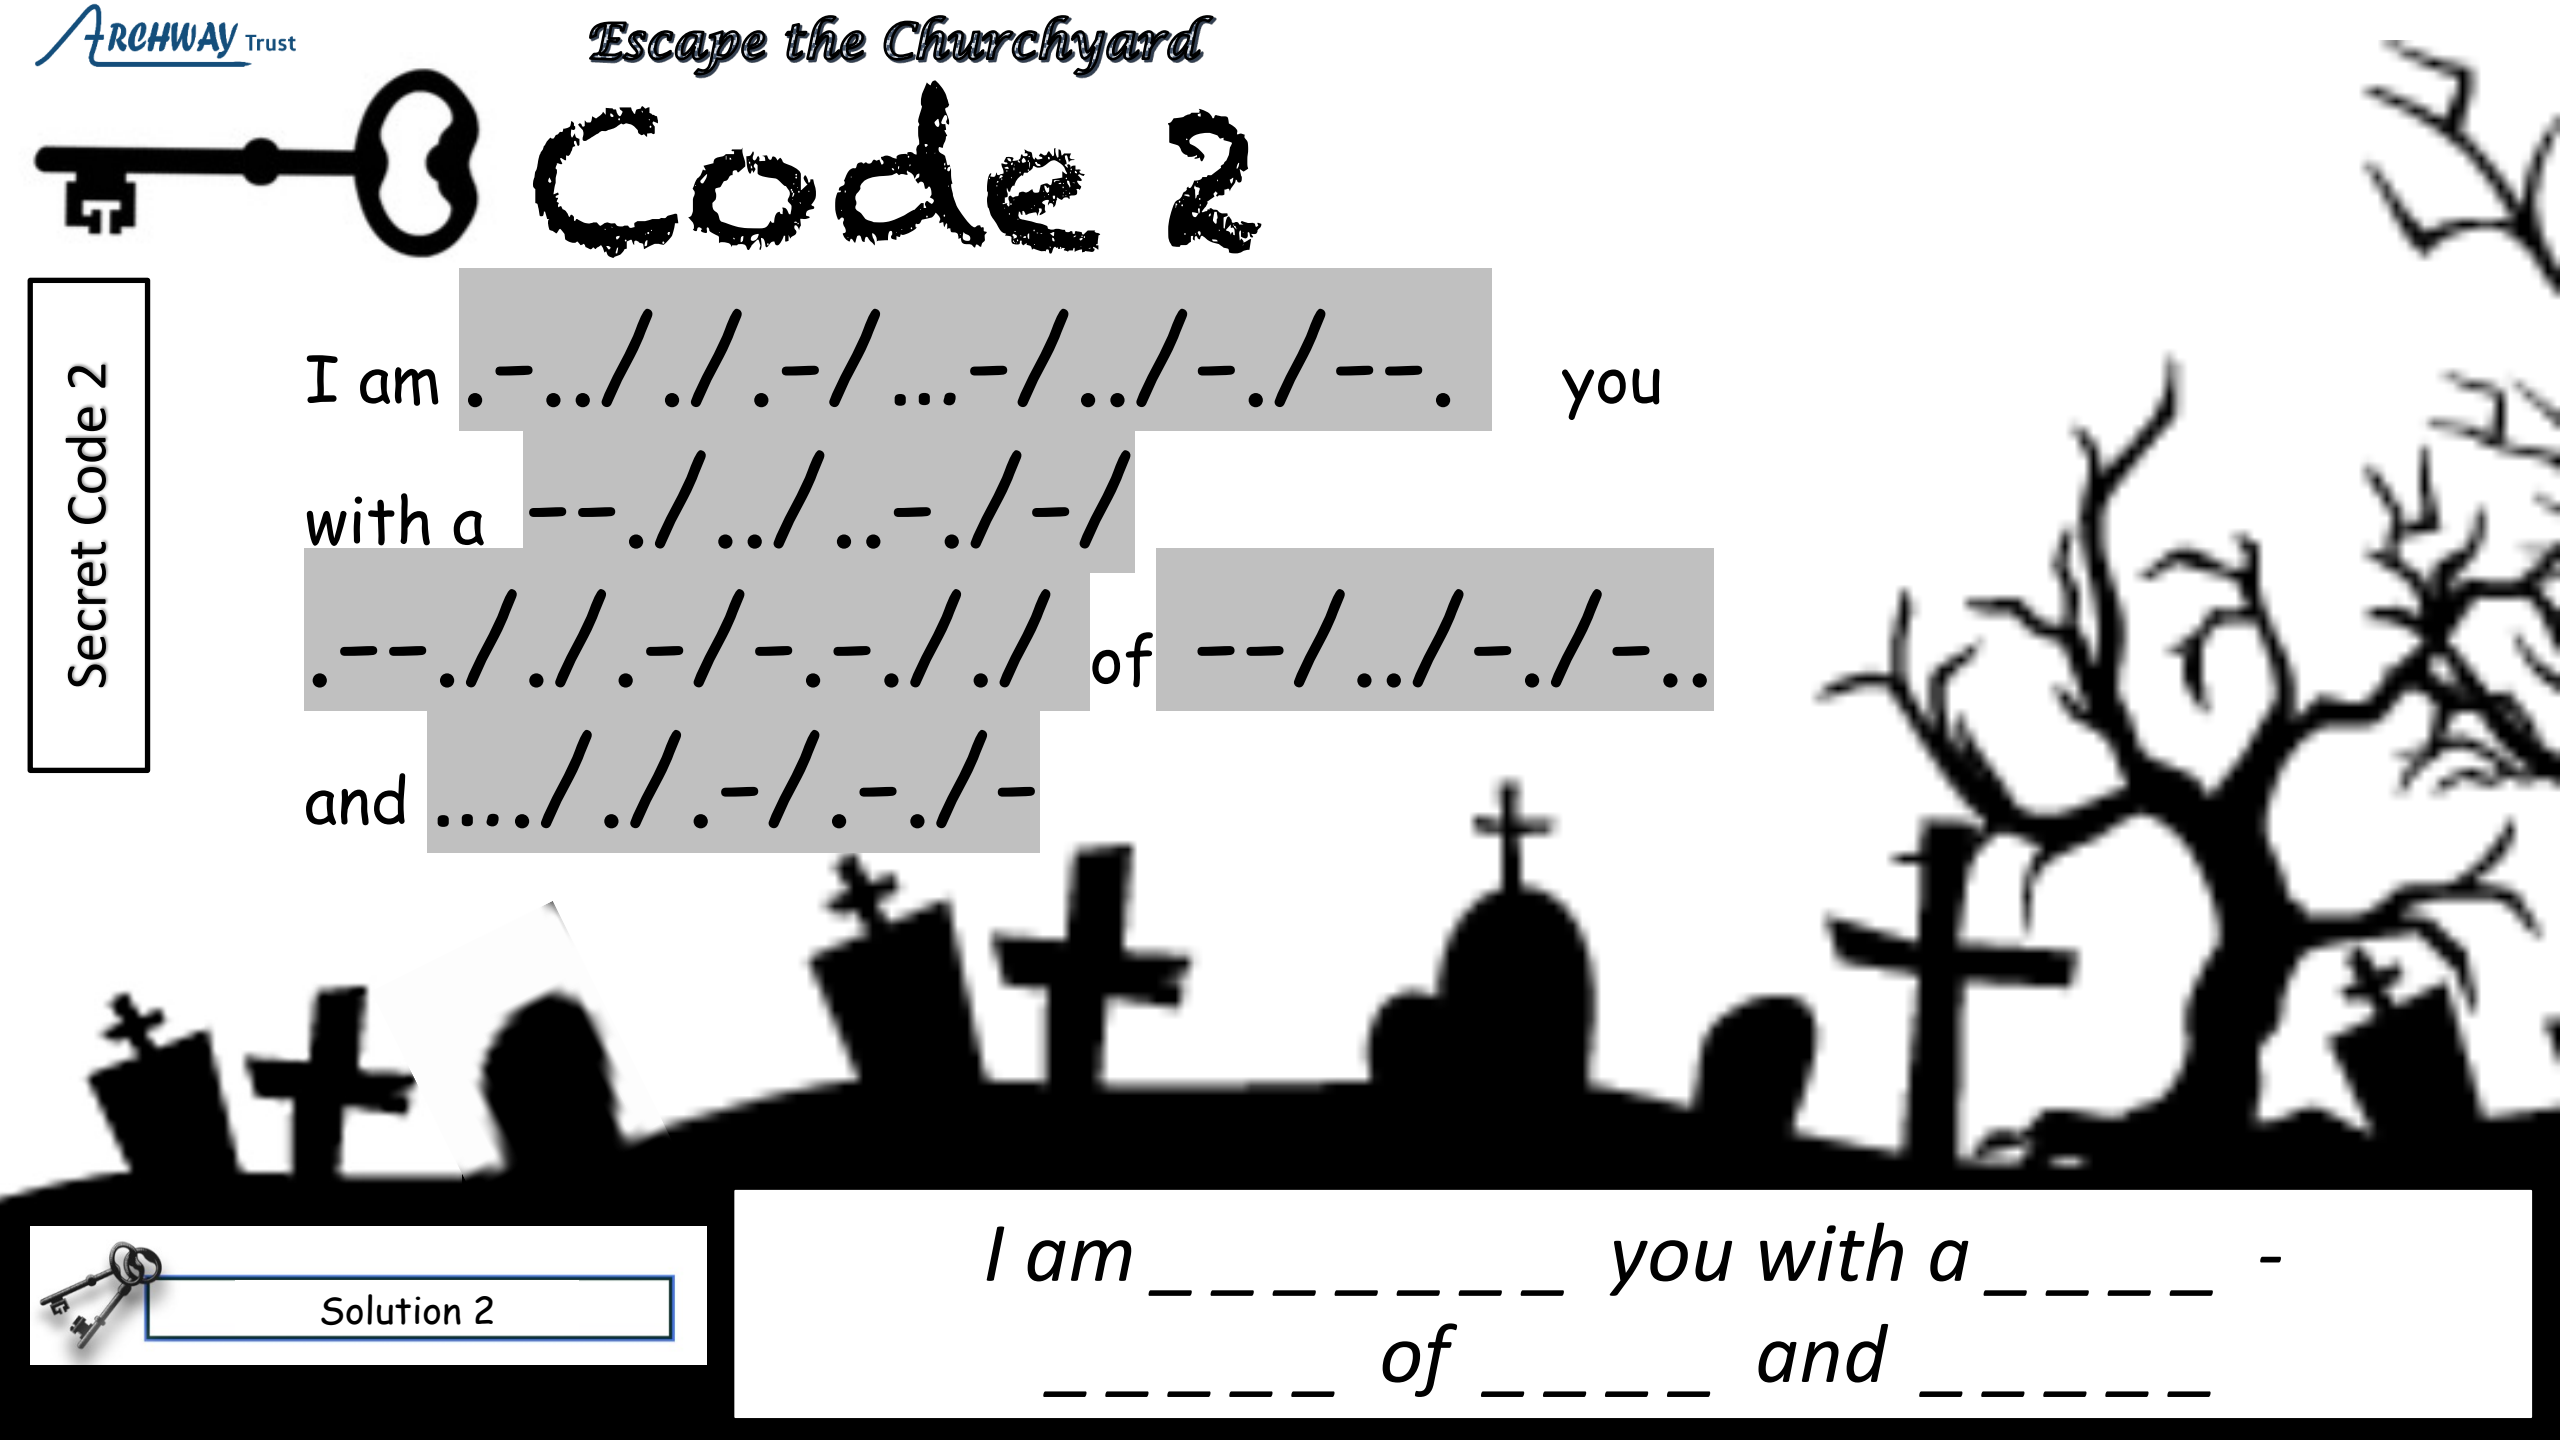 ARCHWAY Trust
Escape the Churchyard
Code 2
Secret Code 2
I am .-../ ./ .-/ ...-/ ../ -./ --. you
with a --./ ../ ..-./ -/
.--./ ./ .-/ -.-./ ./ of --/ ../ -./ -..
and ..../ ./ .-/ .-./ -
Solution 2
I am _ _ _ _ _ _ _ you with a _ _ _ _ -
_ _ _ _ _ of _ _ _ _ and _ _ _ _ _